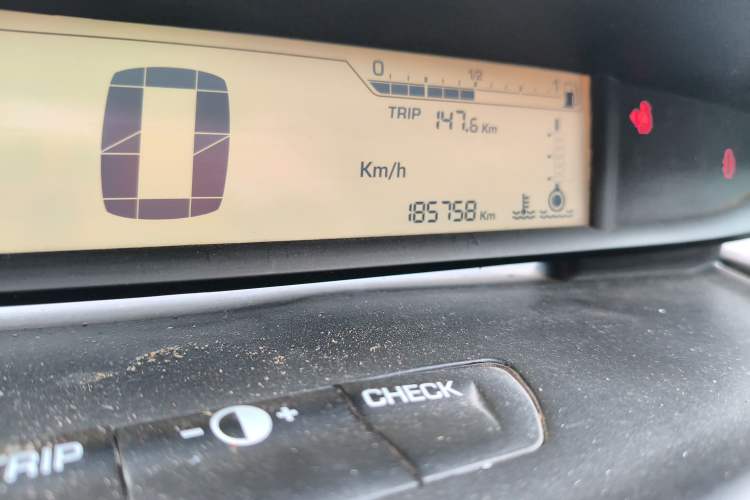 0
0 1/2 1
TRIP 147,6 Km
Km/h
185758 Km
TRIP
- +
CHECK